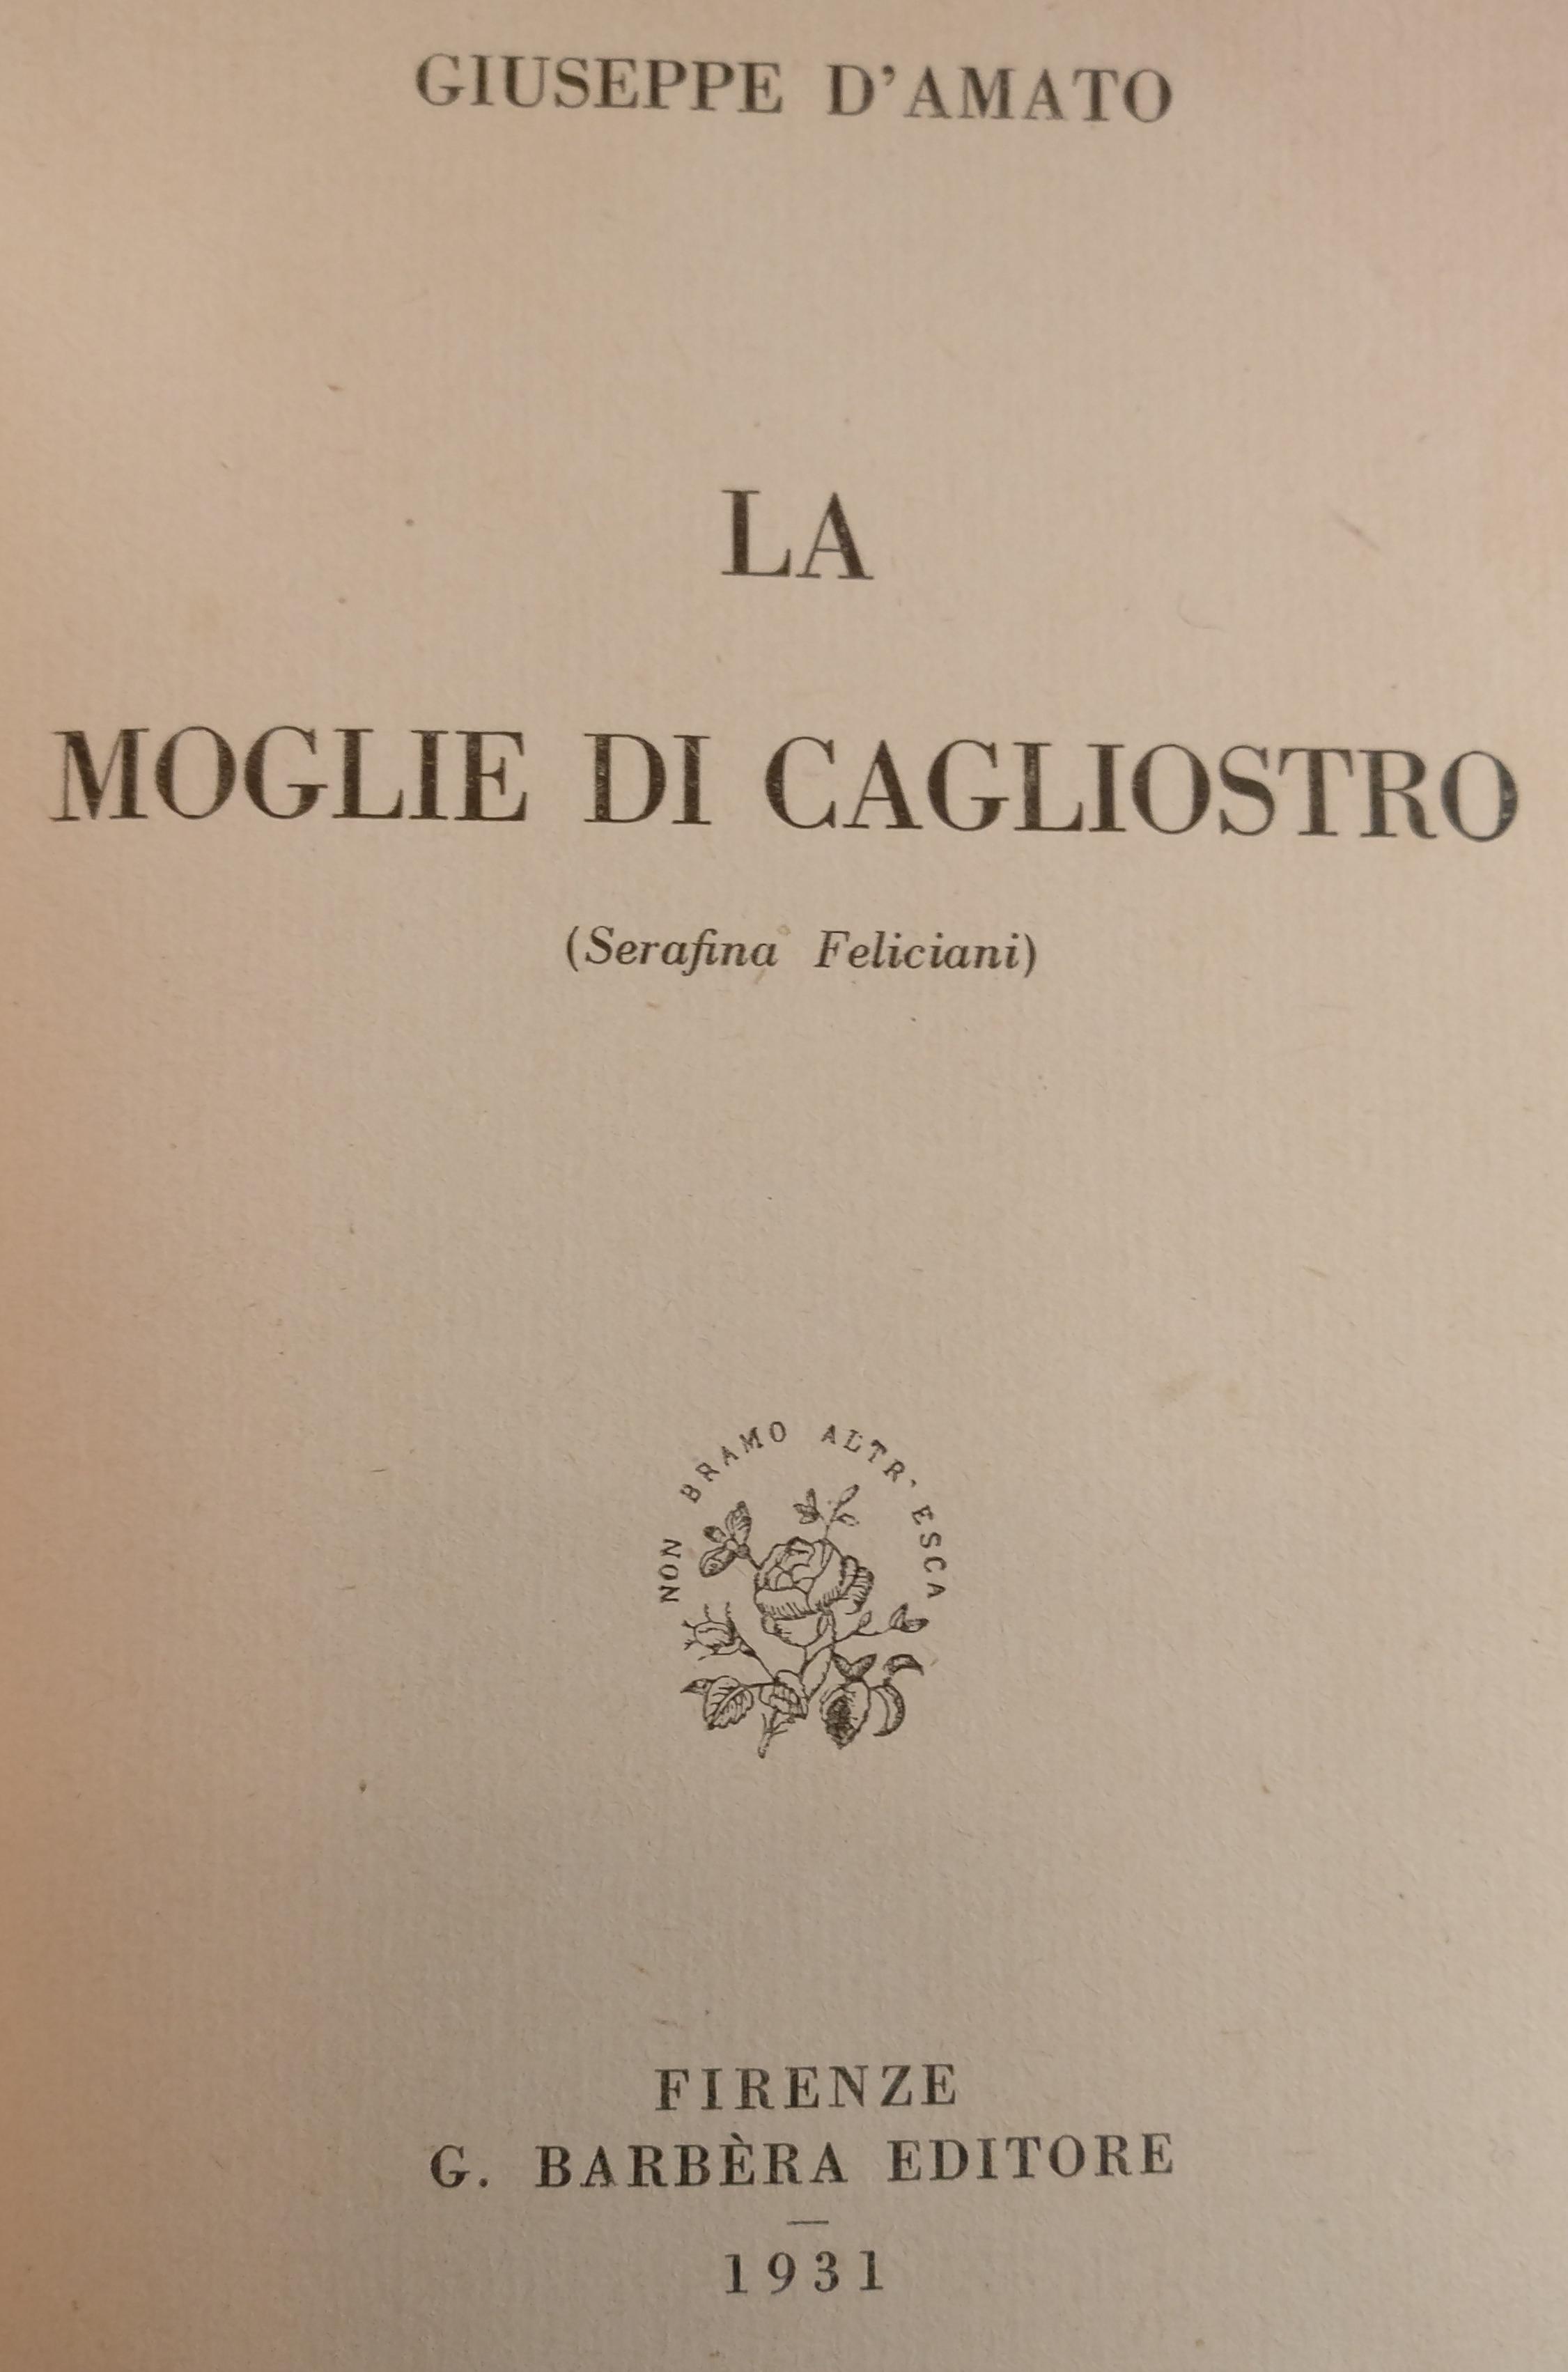 GIUSEPPE D'AMATO
LA
MOGLIE DI CAGLIOSTRO
(Serafina Feliciani)
NON BRAMO ALTR' ESCA
FIRENZE
G. BARBÈRA EDITORE
1931